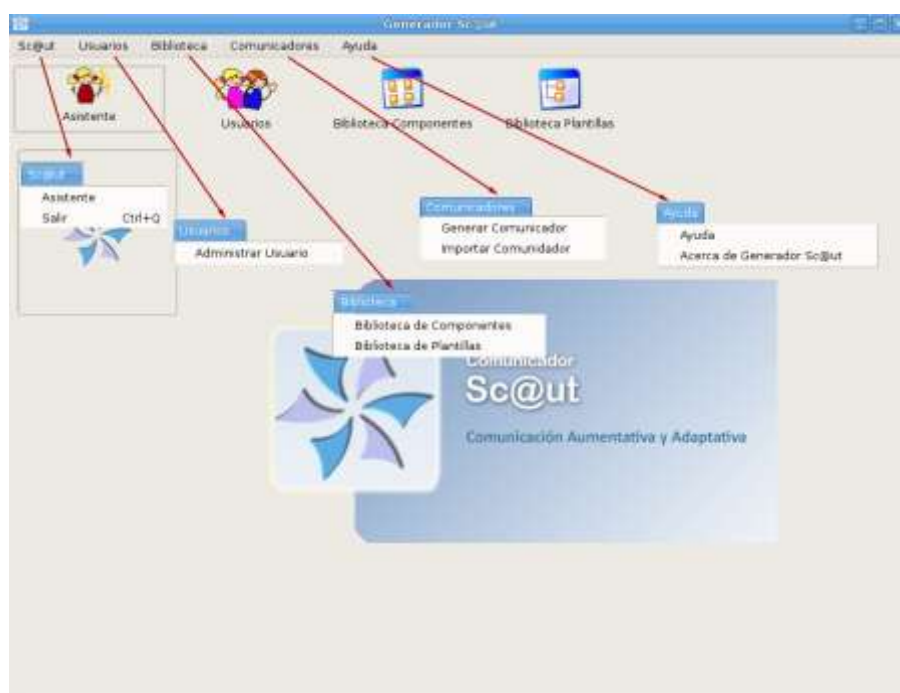 Generador Sc@ut
Sc@ut Usuarios Biblioteca Comunicadores Ayuda
Asistente
Usuarios
Biblioteca Componentes
Biblioteca Plantillas
Sc@ut
Asistente
Salir Ctrl+Q
Usuarios
Administrar Usuario
Comunicadores
Generar Comunicador
Importar Comunidador
Ayuda
Ayuda
Acerca de Generador Sc@ut
Biblioteca
Biblioteca de Componentes
Biblioteca de Plantillas
Comunicador
Sc@ut
Comunicación Aumentativa y Adaptativa